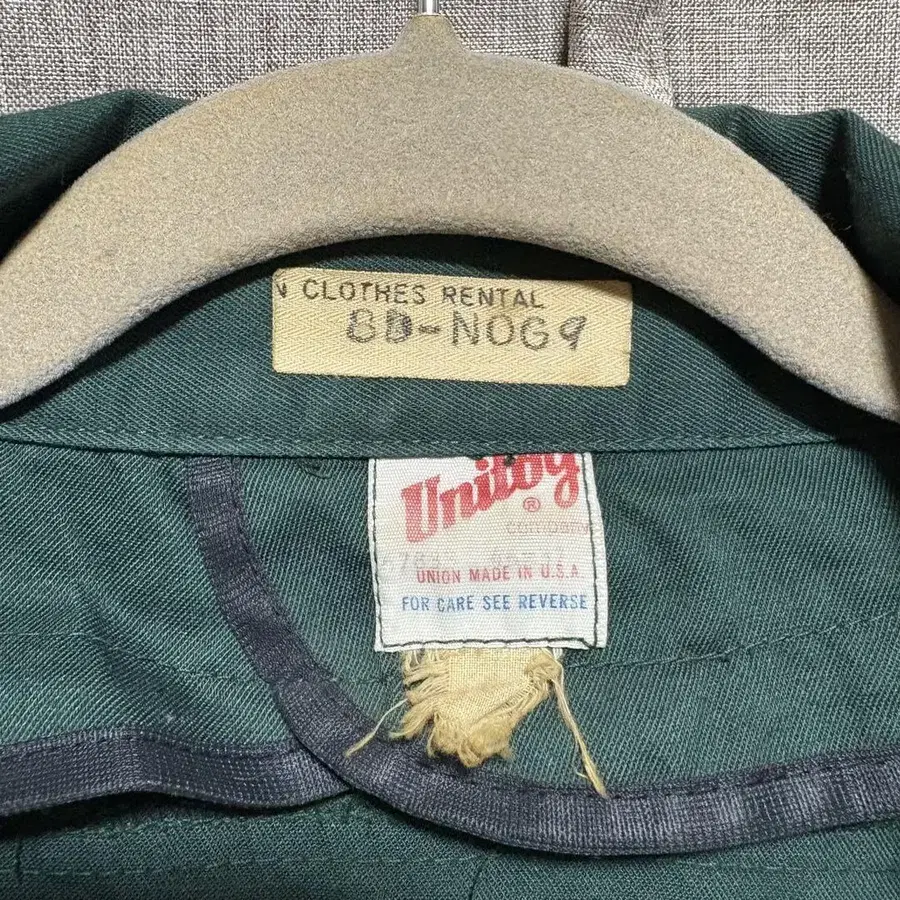 CLOTHES RENTAL
8D-NOG9
Unitog
®
UNION MADE IN U.S.A
FOR CARE SEE REVERSE